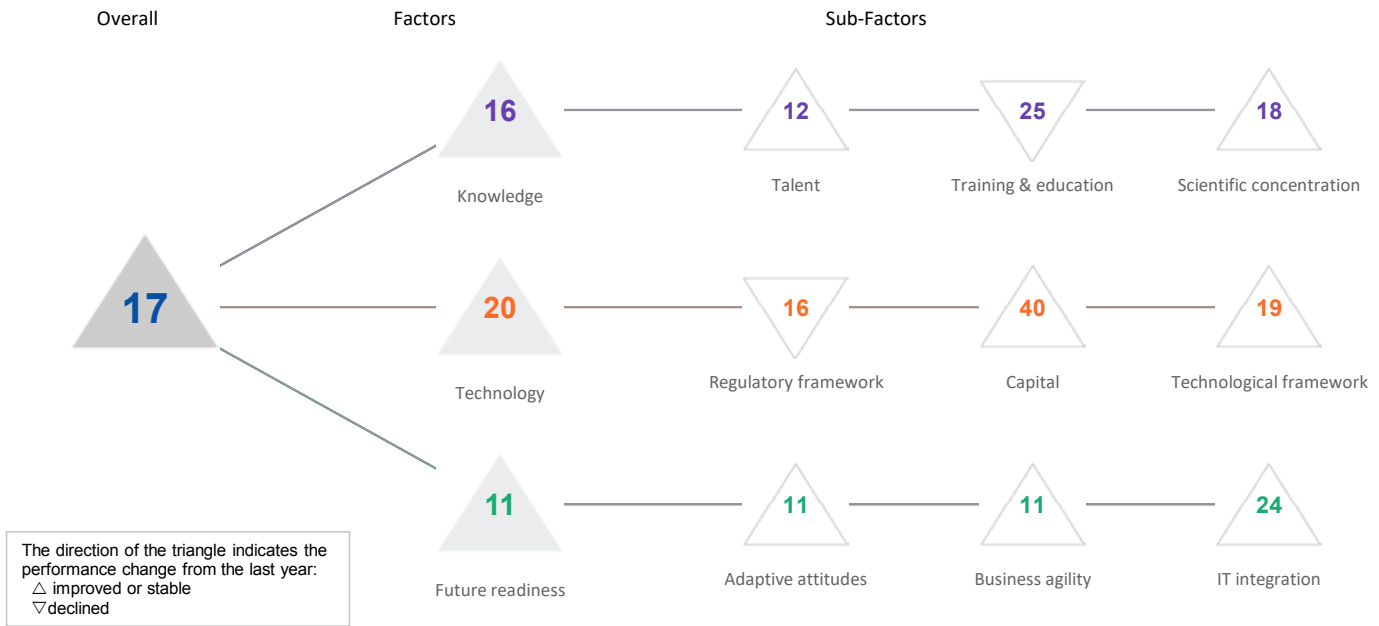 Overall
Factors
Sub-Factors
16
12
25
18
Knowledge
Talent
Training & education
Scientific concentration
17
20
16
40
19
Technology
Regulatory framework
Capital
Technological framework
11
11
11
24
Future readiness
Adaptive attitudes
Business agility
IT integration
The direction of the triangle indicates the
performance change from the last year:
△ improved or stable
▽declined